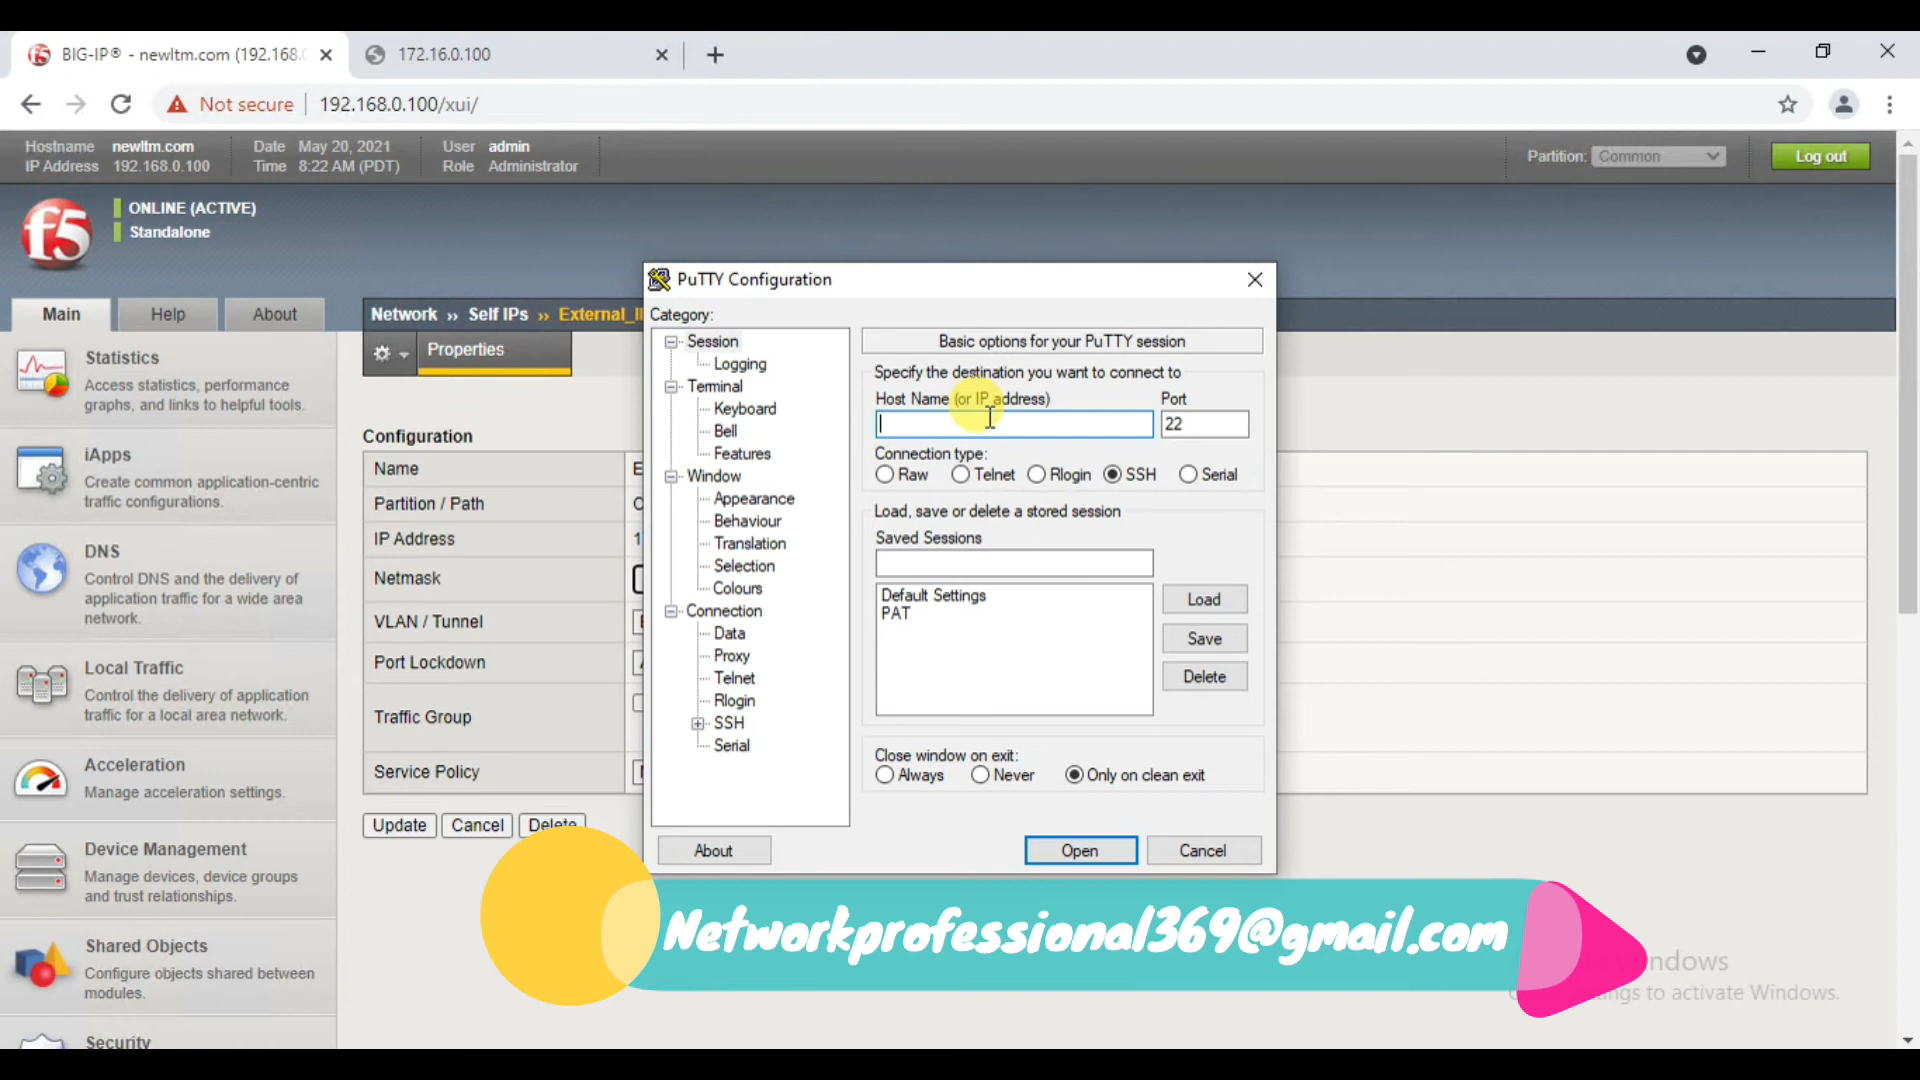 BIG-IP® - newltm.com (192.168.0
172.16.0.100
Not secure
192.168.0.100/xui/
Hostname newltm.com
IP Address 192.168.0.100
Date May 20, 2021
Time 8:22 AM (PDT)
User admin
Role Administrator
Partition: Common
Log out
f5
ONLINE (ACTIVE)
Standalone
Main
Help
About
Network » Self IPs » External_I
Properties
Statistics
Access statistics, performance
graphs, and links to helpful tools.
iApps
Create common application-centric
traffic configurations.
DNS
Control DNS and the delivery of
application traffic for a wide area
network.
Local Traffic
Control the delivery of application
traffic for a local area network.
Acceleration
Manage acceleration settings.
Device Management
Manage devices, device groups
and trust relationships.
Shared Objects
Configure objects shared between
modules.
Security
Configuration
Name
Partition / Path
IP Address
Netmask
VLAN / Tunnel
Port Lockdown
Traffic Group
Service Policy
Update
Cancel
Delete
PuTTY Configuration
Category:
Session
Logging
Terminal
Keyboard
Bell
Features
Window
Appearance
Behaviour
Translation
Selection
Colours
Connection
Data
Proxy
Telnet
Rlogin
SSH
Serial
Basic options for your PuTTY session
Specify the destination you want to connect to
Host Name (or IP address)
Port
22
Connection type:
Raw
Telnet
Rlogin
SSH
Serial
Load, save or delete a stored session
Saved Sessions
Default Settings
PAT
Load
Save
Delete
Close window on exit:
Always
Never
Only on clean exit
About
Open
Cancel
Networkprofessional369@gmail.com
ndows
ngs to activate Windows.